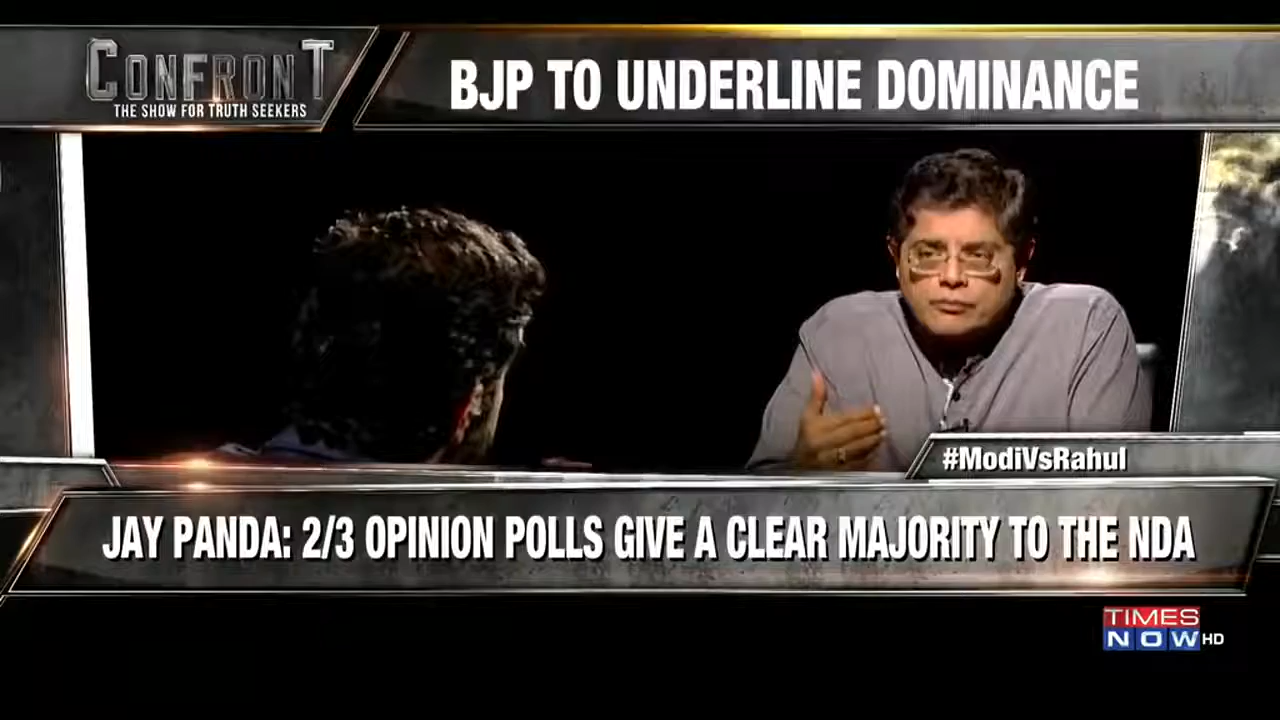 CONFRONT
THE SHOW FOR TRUTH SEEKERS
BJP TO UNDERLINE DOMINANCE
#ModiVsRahul
JAY PANDA: 2/3 OPINION POLLS GIVE A CLEAR MAJORITY TO THE NDA
TIMES
NOW HD